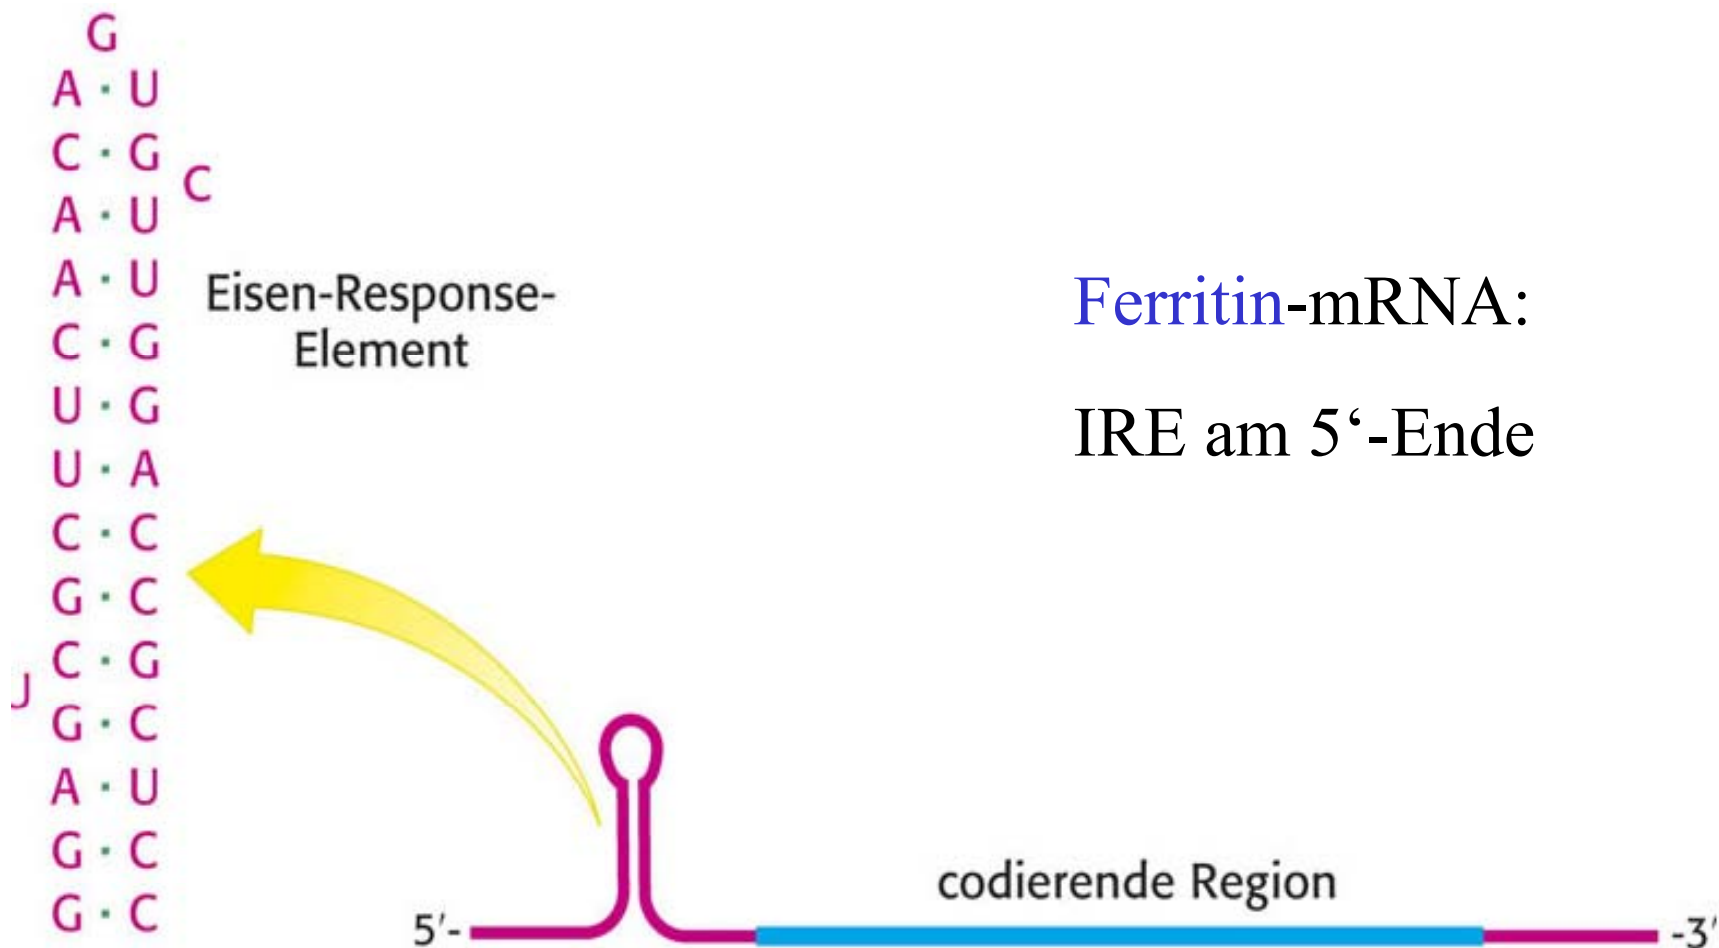 G
A · U
C · G
C
A · U
A · U
C · G
U · G
U · A
C · C
G · C
C · G
U
G · C
A · U
G · C
G · C
Eisen-Response-
Element
Ferritin-mRNA:
IRE am 5‘-Ende
codierende Region
5′-
-3′